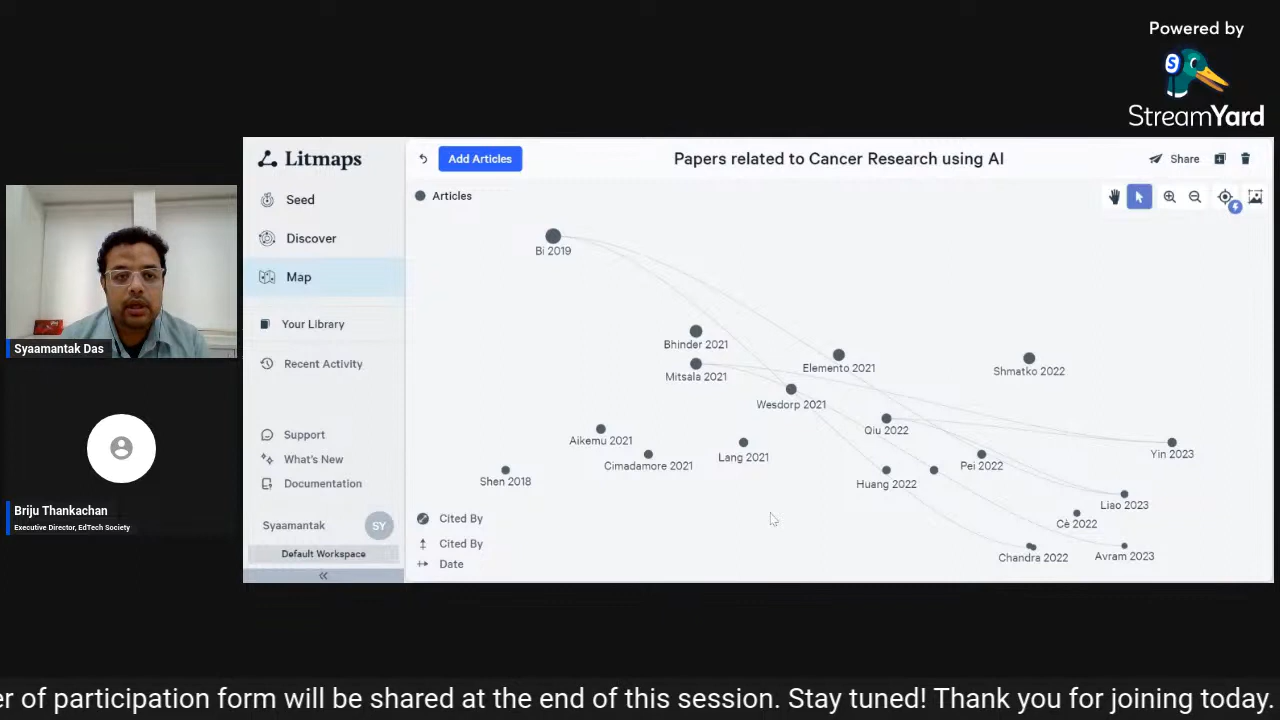 Powered by
S
StreamYard
Litmaps
Add Articles
Papers related to Cancer Research using AI
Share
Seed
Discover
Map
Your Library
Recent Activity
Support
What's New
Documentation
Syaamantak
SY
Default Workspace
«
Articles
Bi 2019
Bhinder 2021
Mitsala 2021
Elemento 2021
Shmatko 2022
Wesdorp 2021
Qiu 2022
Aikemu 2021
Cimadamore 2021
Lang 2021
Yin 2023
Pei 2022
Shen 2018
Huang 2022
Liao 2023
Cè 2022
Chandra 2022
Avram 2023
Cited By
Cited By
Date
Syaamantak Das
Briju Thankachan
Executive Director, EdTech Society
er of participation form will be shared at the end of this session. Stay tuned! Thank you for joining today.